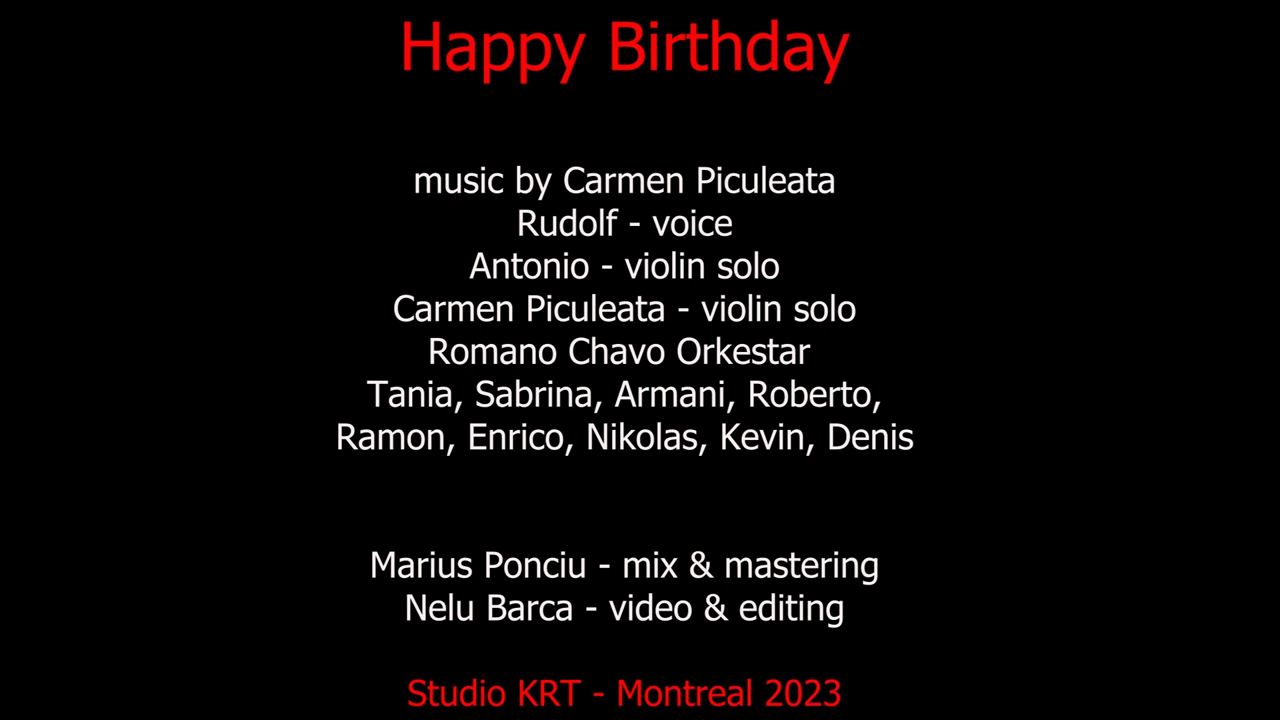 Happy Birthday
music by Carmen Piculeata
Rudolf - voice
Antonio - violin solo
Carmen Piculeata - violin solo
Romano Chavo Orkestar
Tania, Sabrina, Armani, Roberto,
Ramon, Enrico, Nikolas, Kevin, Denis
Marius Ponciu - mix & mastering
Nelu Barca - video & editing
Studio KRT - Montreal 2023